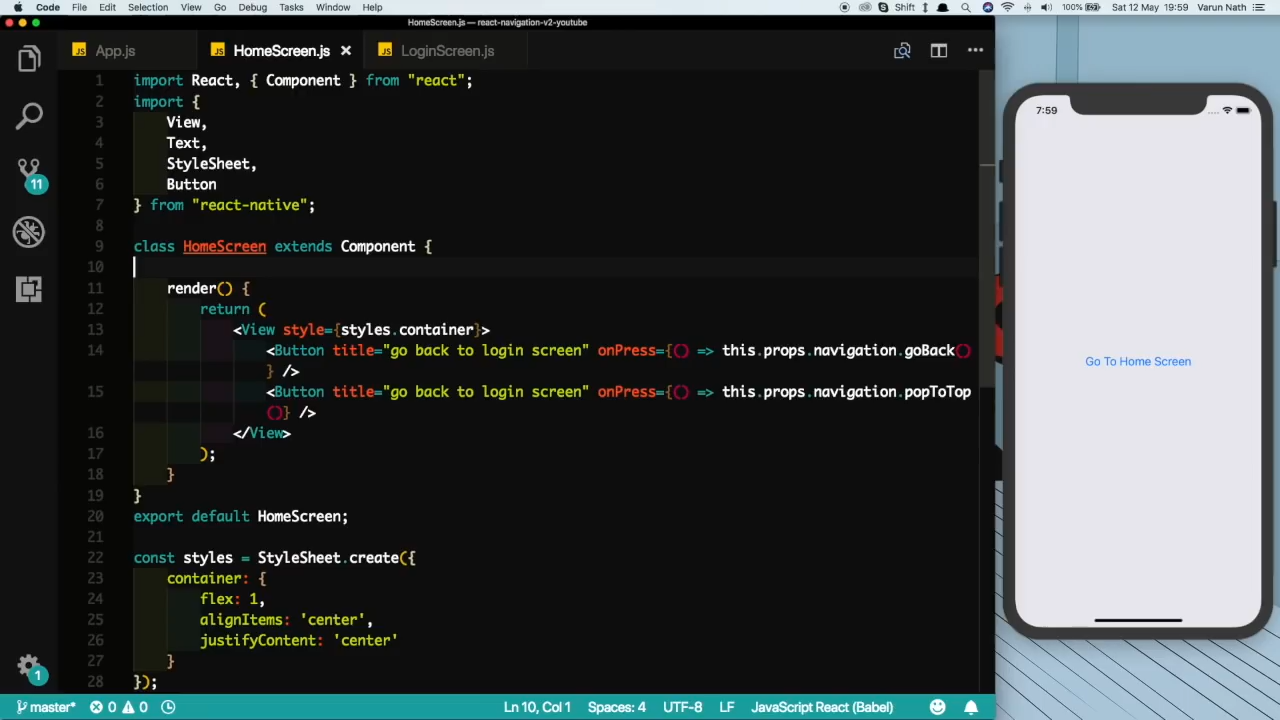 Code File Edit Selection View Go Debug Tasks Window Help Shift 100% Sat 12 May 19:59 Varun Nath
HomeScreen.js — react-navigation-v2-youtube
JS App.js JS HomeScreen.js × JS LoginScreen.js
1 import React, { Component } from "react";
2 import {
3 View,
4 Text,
5 StyleSheet,
6 Button
7 } from "react-native";
8
9 class HomeScreen extends Component {
10
11 render() {
12 return (
13 <View style={styles.container}>
14 <Button title="go back to login screen" onPress={() => this.props.navigation.goBack()
} />
15 <Button title="go back to login screen" onPress={() => this.props.navigation.popToTop
()} />
16 </View>
17 );
18 }
19 }
20 export default HomeScreen;
21
22 const styles = StyleSheet.create({
23 container: {
24 flex: 1,
25 alignItems: 'center',
26 justifyContent: 'center'
27 }
28 });
11
1
master* 0 0 Ln 10, Col 1 Spaces: 4 UTF-8 LF JavaScript React (Babel)
7:59
Go To Home Screen